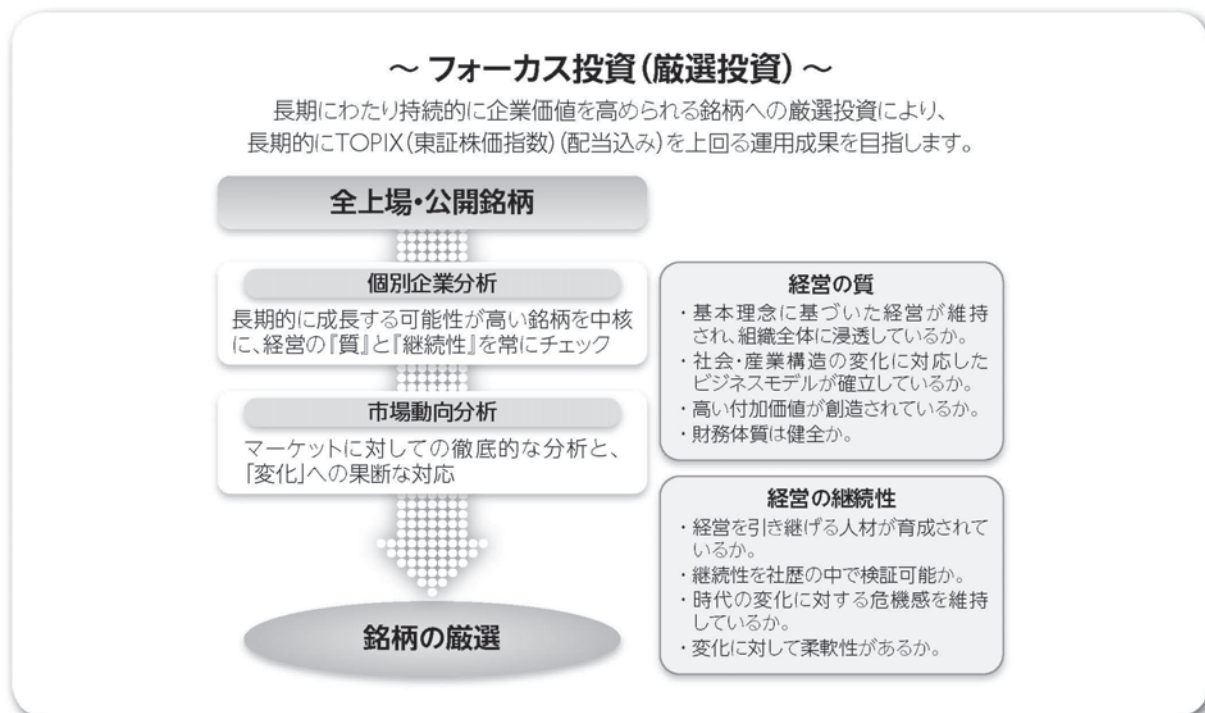 ～ フォーカス投資（厳選投資）～
長期にわたり持続的に企業価値を高められる銘柄への厳選投資により、
長期的にTOPIX（東証株価指数）（配当込み）を上回る運用成果を目指します。
全上場・公開銘柄
個別企業分析
長期的に成長する可能性が高い銘柄を中核
に、経営の『質』と『継続性』を常にチェック
市場動向分析
マーケットに対しての徹底的な分析と、
「変化」への果断な対応
銘柄の厳選
経営の質
・基本理念に基づいた経営が維持
され、組織全体に浸透しているか。
・社会・産業構造の変化に対応した
ビジネスモデルが確立しているか。
・高い付加価値が創造されているか。
・財務体質は健全か。
経営の継続性
・経営を引き継げる人材が育成されて
いるか。
・継続性を社歴の中で検証可能か。
・時代の変化に対する危機感を維持
しているか。
・変化に対して柔軟性があるか。